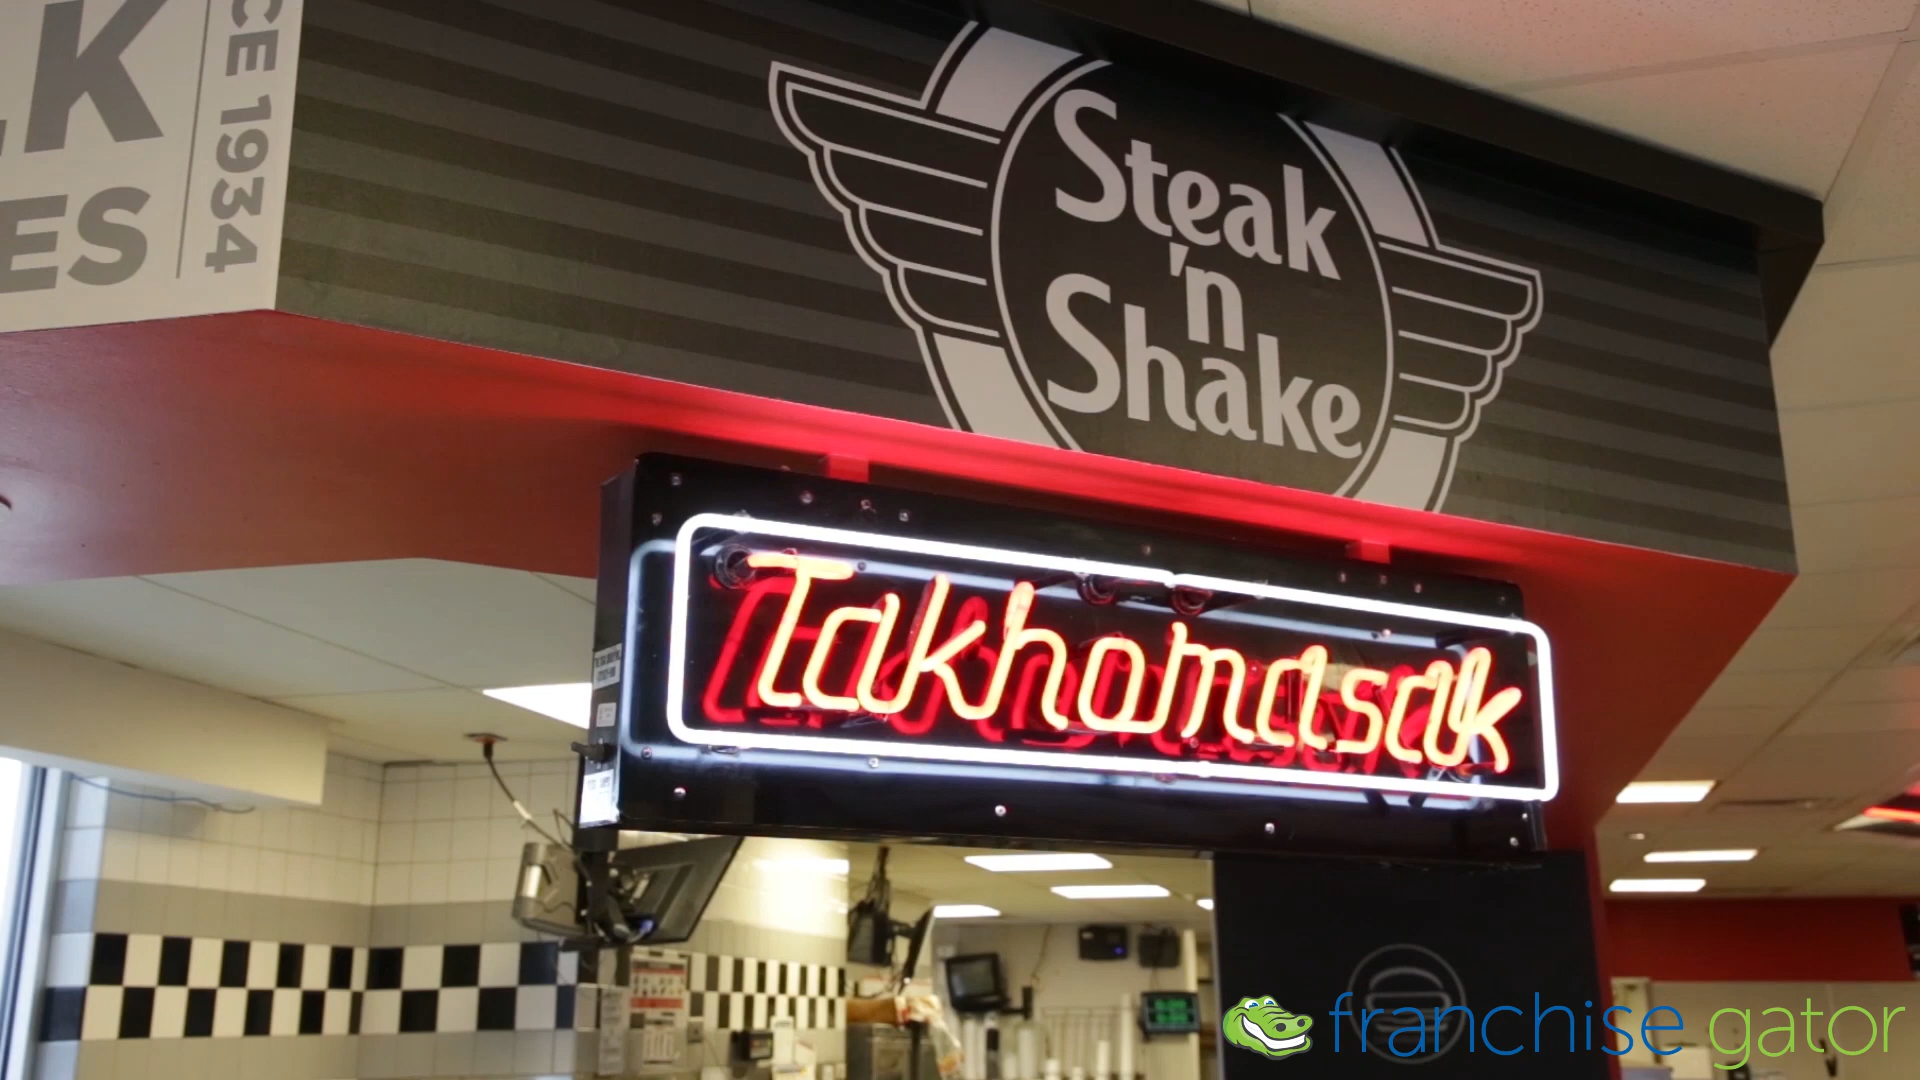 K
ES
CE 1934
Steak
'n
Shake
Takhomasak
franchise gator